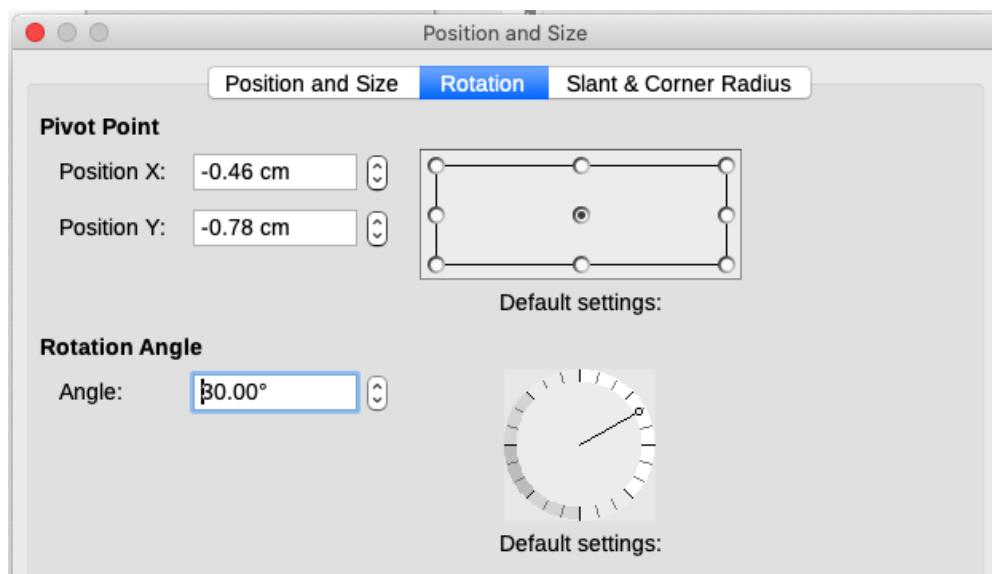 Position and Size
Position and Size Rotation Slant & Corner Radius
Pivot Point
Position X: -0.46 cm
Position Y: -0.78 cm
Default settings:
Rotation Angle
Angle: 30.00°
Default settings: